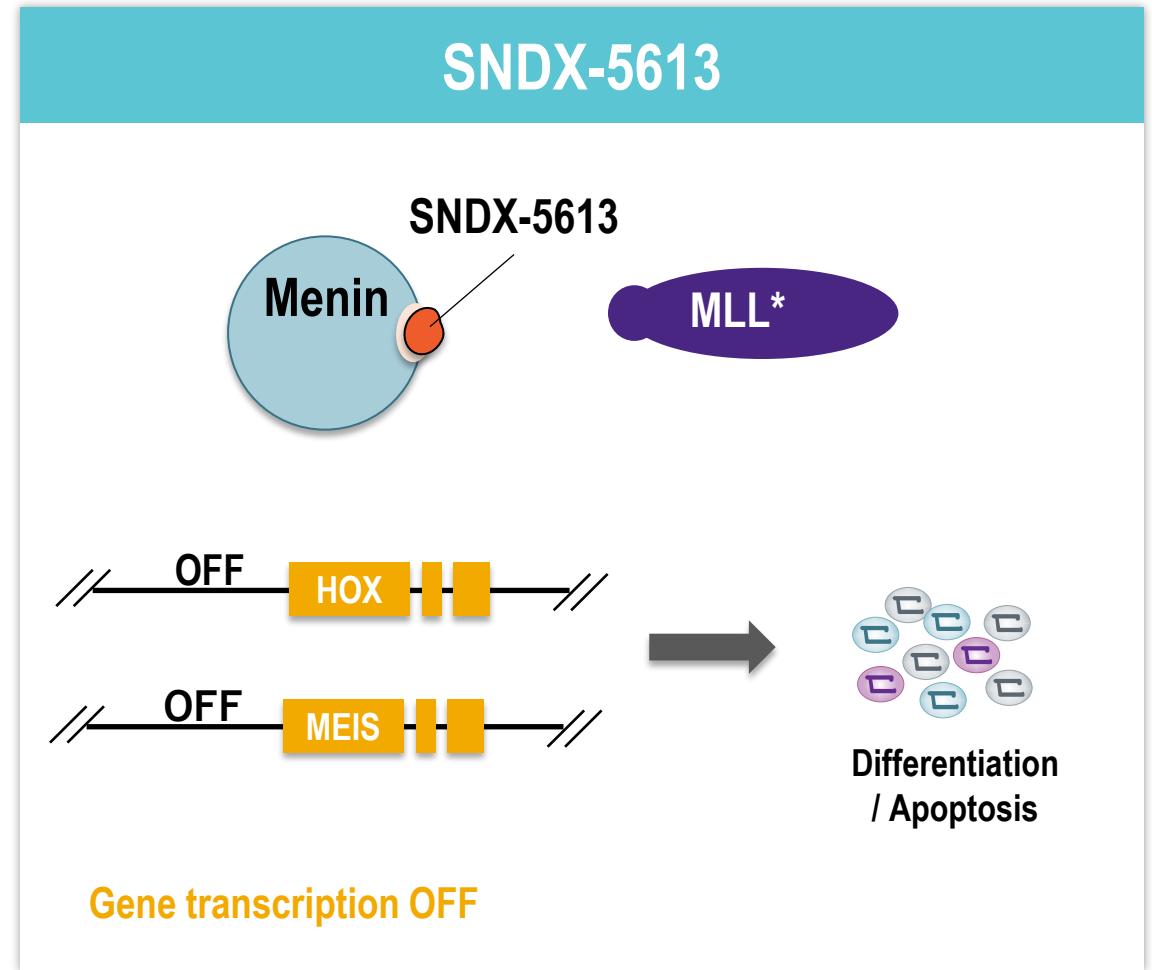 SNDX-5613
SNDX-5613
Menin
MLL*
OFF
HOX
OFF
MEIS
Differentiation
/ Apoptosis
Gene transcription OFF